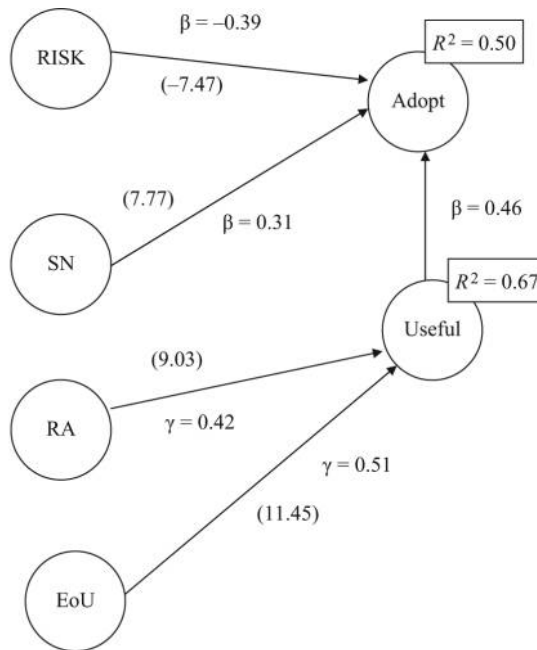 β = –0.39
R² = 0.50
RISK
(–7.47)
Adopt
(7.77)
β = 0.31
β = 0.46
SN
R² = 0.67
Useful
(9.03)
RA
γ = 0.42
γ = 0.51
(11.45)
EoU